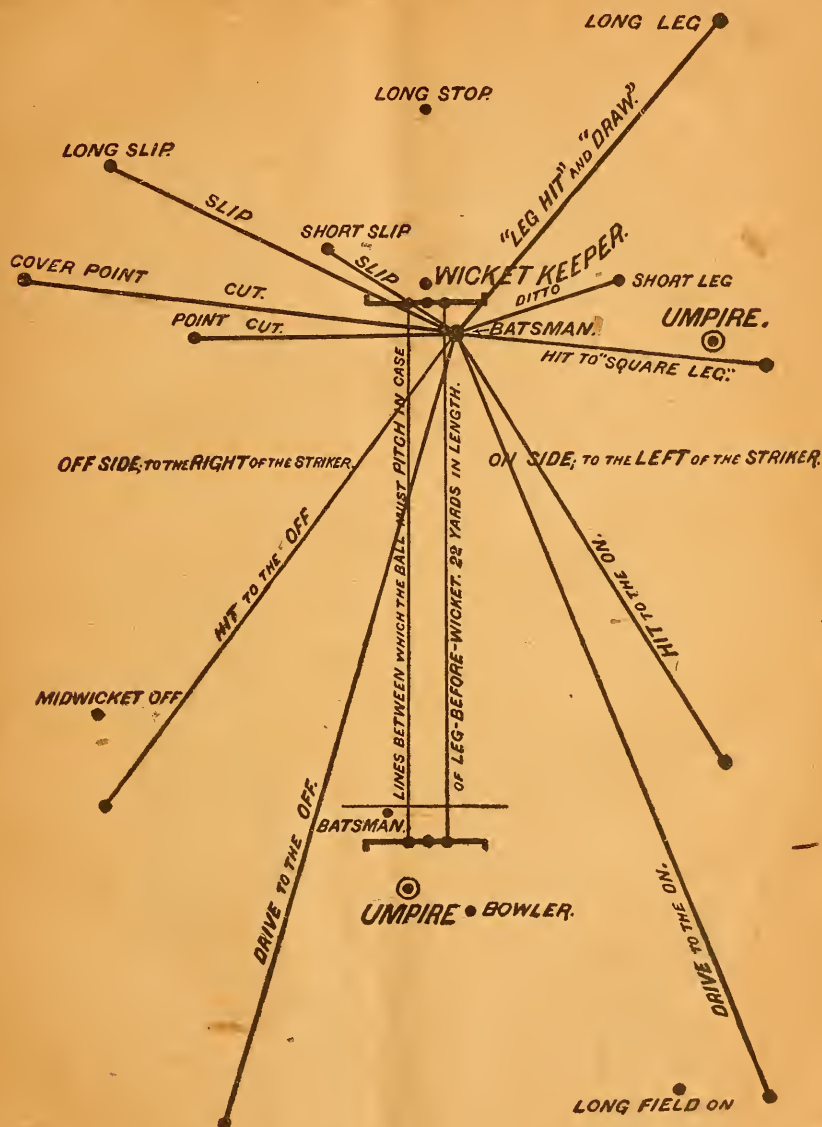 LONG LEG
LONG STOP.
"LEG HIT" AND "DRAW."
LONG SLIP.
SLIP
SHORT SLIP
SLIP
WICKET KEEPER.
COVER POINT
CUT.
DITTO
SHORT LEG
POINT CUT.
BATSMAN.
UMPIRE.
HIT TO "SQUARE LEG."
OFF SIDE; TO THE RIGHT OF THE STRIKER.
ON SIDE; TO THE LEFT OF THE STRIKER.
LINES BETWEEN WHICH THE BALL MUST PITCH IN CASE
OF LEG-BEFORE-WICKET. 22 YARDS IN LENGTH.
HIT TO THE OFF
HIT TO THE ON.
MIDWICKET OFF
BATSMAN.
DRIVE TO THE OFF.
DRIVE TO THE ON.
UMPIRE
BOWLER.
LONG FIELD ON